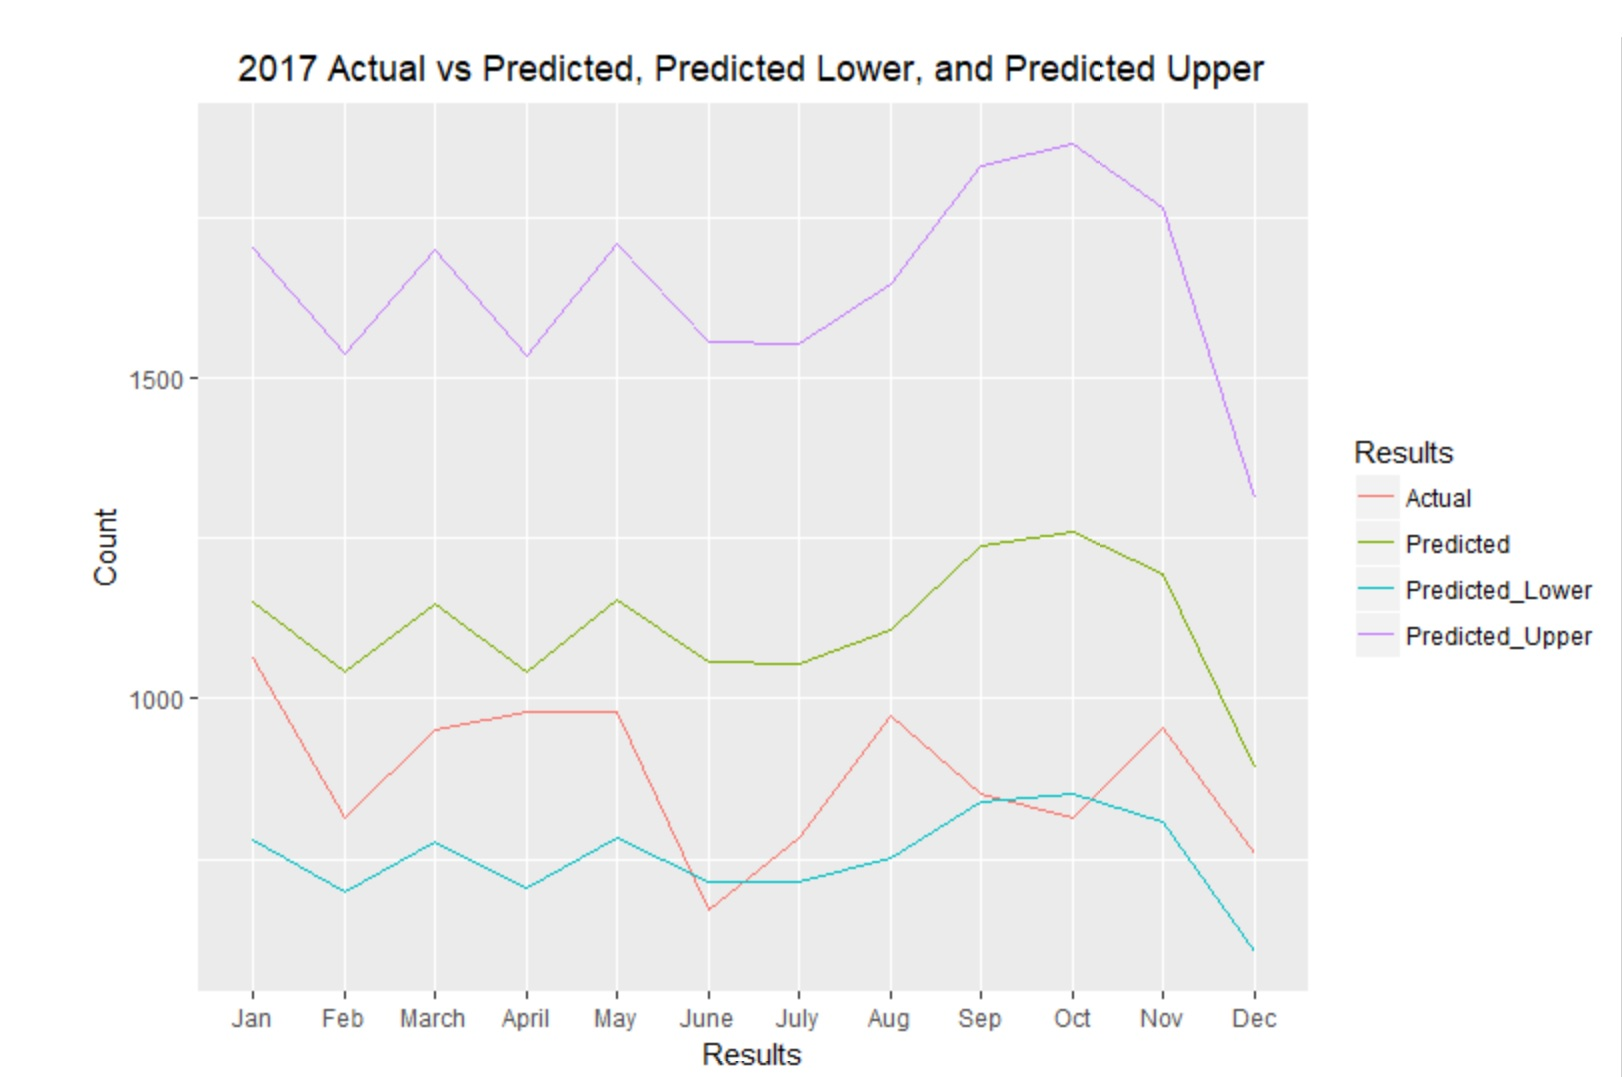 2017 Actual vs Predicted, Predicted Lower, and Predicted Upper
1500
1000
Count
Jan Feb March April May June July Aug Sep Oct Nov Dec
Results
Results
Actual
Predicted
Predicted_Lower
Predicted_Upper